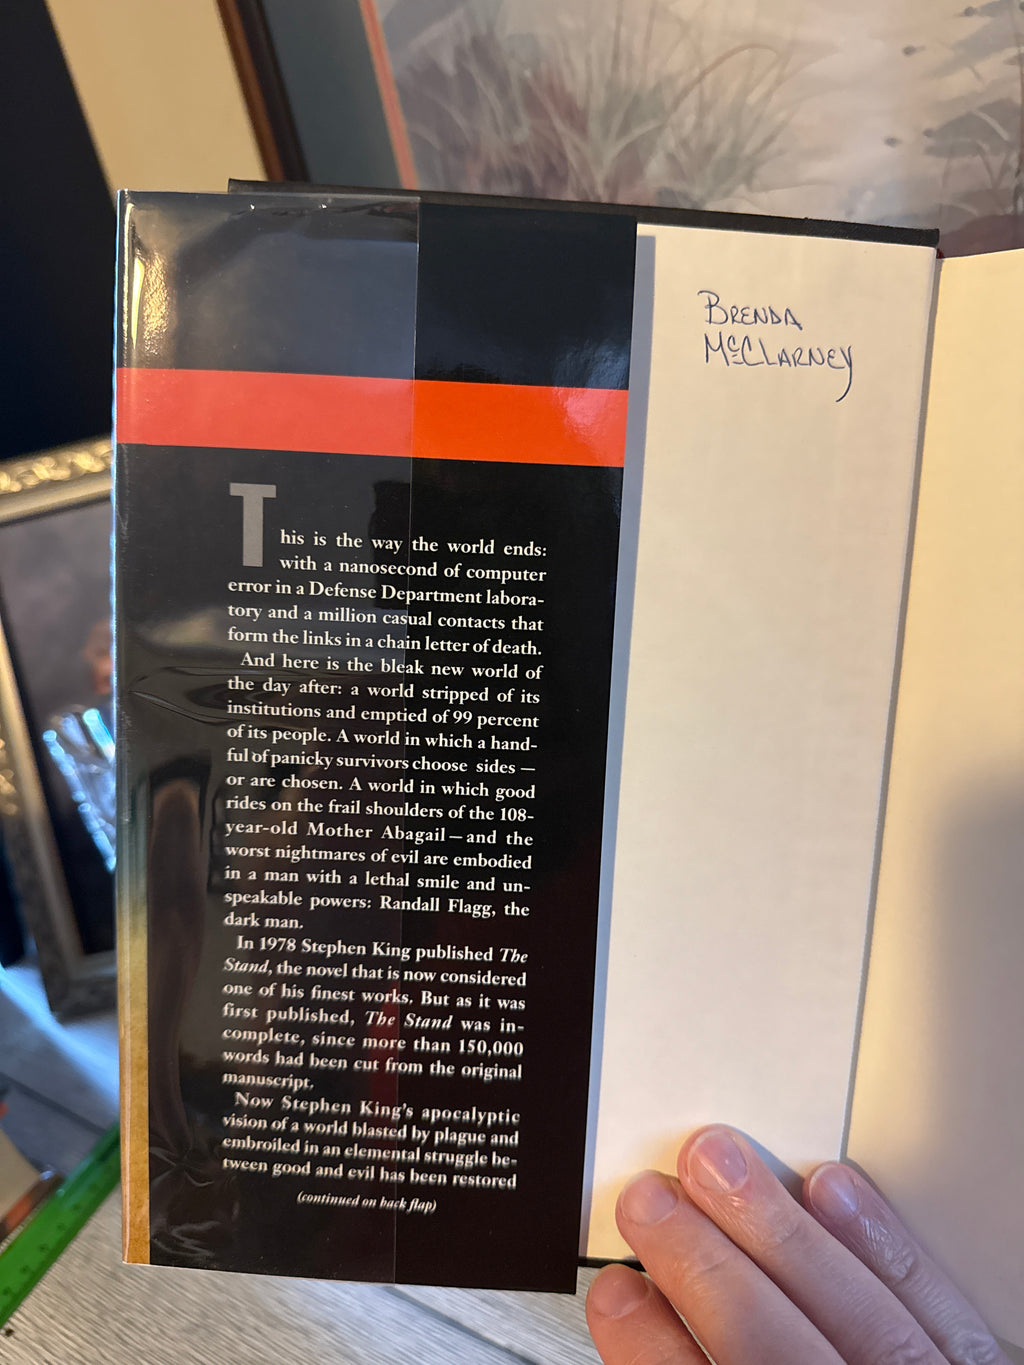 This is the way the world ends:
with a nanosecond of computer
error in a Defense Department labora-
tory and a million casual contacts that
form the links in a chain letter of death.
And here is the bleak new world of
the day after: a world stripped of its
institutions and emptied of 99 percent
of its people. A world in which a hand-
ful of panicky survivors choose sides —
or are chosen. A world in which good
rides on the frail shoulders of the 108-
year-old Mother Abagail — and the
worst nightmares of evil are embodied
in a man with a lethal smile and un-
speakable powers: Randall Flagg, the
dark man.
In 1978 Stephen King published The
Stand, the novel that is now considered
one of his finest works. But as it was
first published, The Stand was in-
complete, since more than 150,000
words had been cut from the original
manuscript.
Now Stephen King's apocalyptic
vision of a world blasted by plague and
embroiled in an elemental struggle be-
tween good and evil has been restored
(continued on back flap)
BRENDA
McCLARNEY